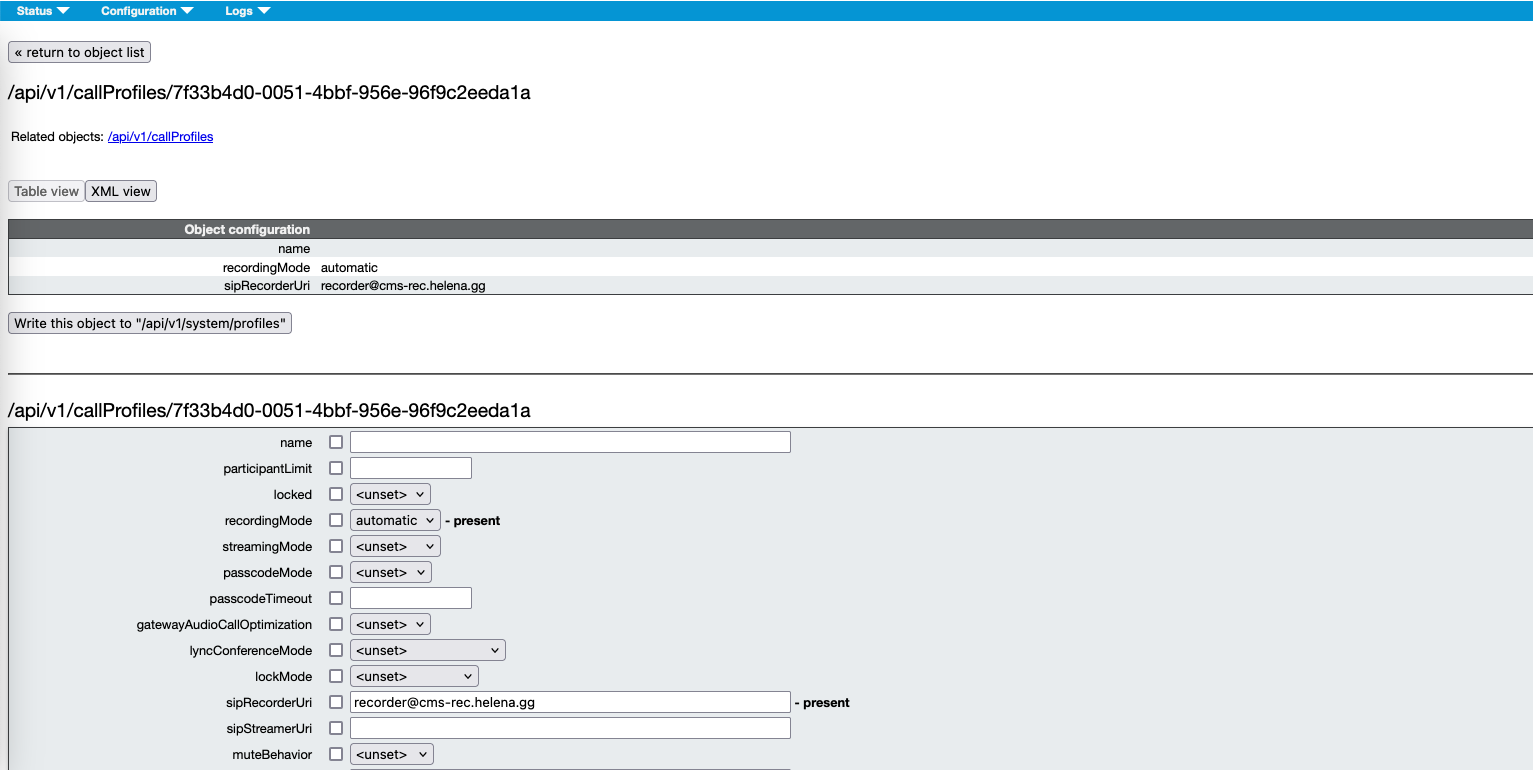 Status Configuration Logs
« return to object list
/api/v1/callProfiles/7f33b4d0-0051-4bbf-956e-96f9c2eeda1a
Related objects: /api/v1/callProfiles
Table view XML view
Object configuration
name
recordingMode automatic
sipRecorderUri recorder@cms-rec.helena.gg
Write this object to "/api/v1/system/profiles"
/api/v1/callProfiles/7f33b4d0-0051-4bbf-956e-96f9c2eeda1a
name
participantLimit
locked <unset>
recordingMode automatic - present
streamingMode <unset>
passcodeMode <unset>
passcodeTimeout
gatewayAudioCallOptimization <unset>
lyncConferenceMode <unset>
lockMode <unset>
sipRecorderUri recorder@cms-rec.helena.gg - present
sipStreamerUri
muteBehavior <unset>